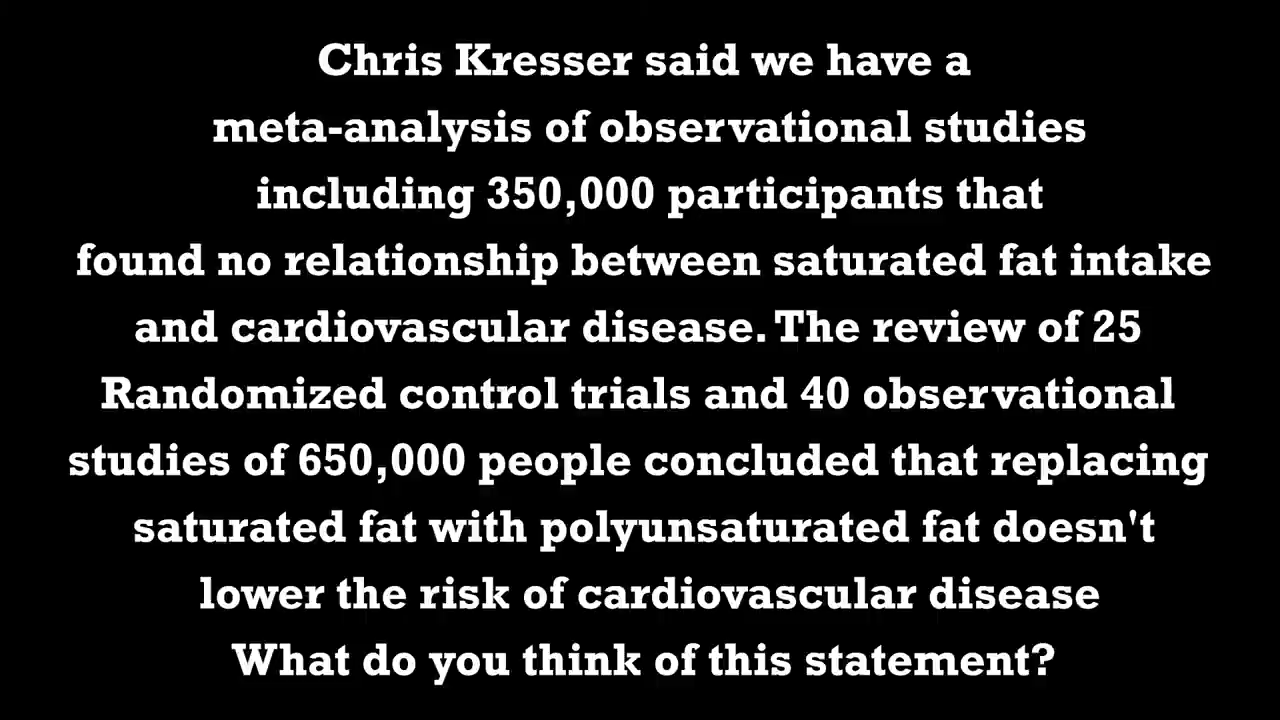 Chris Kresser said we have a
meta-analysis of observational studies
including 350,000 participants that
found no relationship between saturated fat intake
and cardiovascular disease. The review of 25
Randomized control trials and 40 observational
studies of 650,000 people concluded that replacing
saturated fat with polyunsaturated fat doesn't
lower the risk of cardiovascular disease
What do you think of this statement?